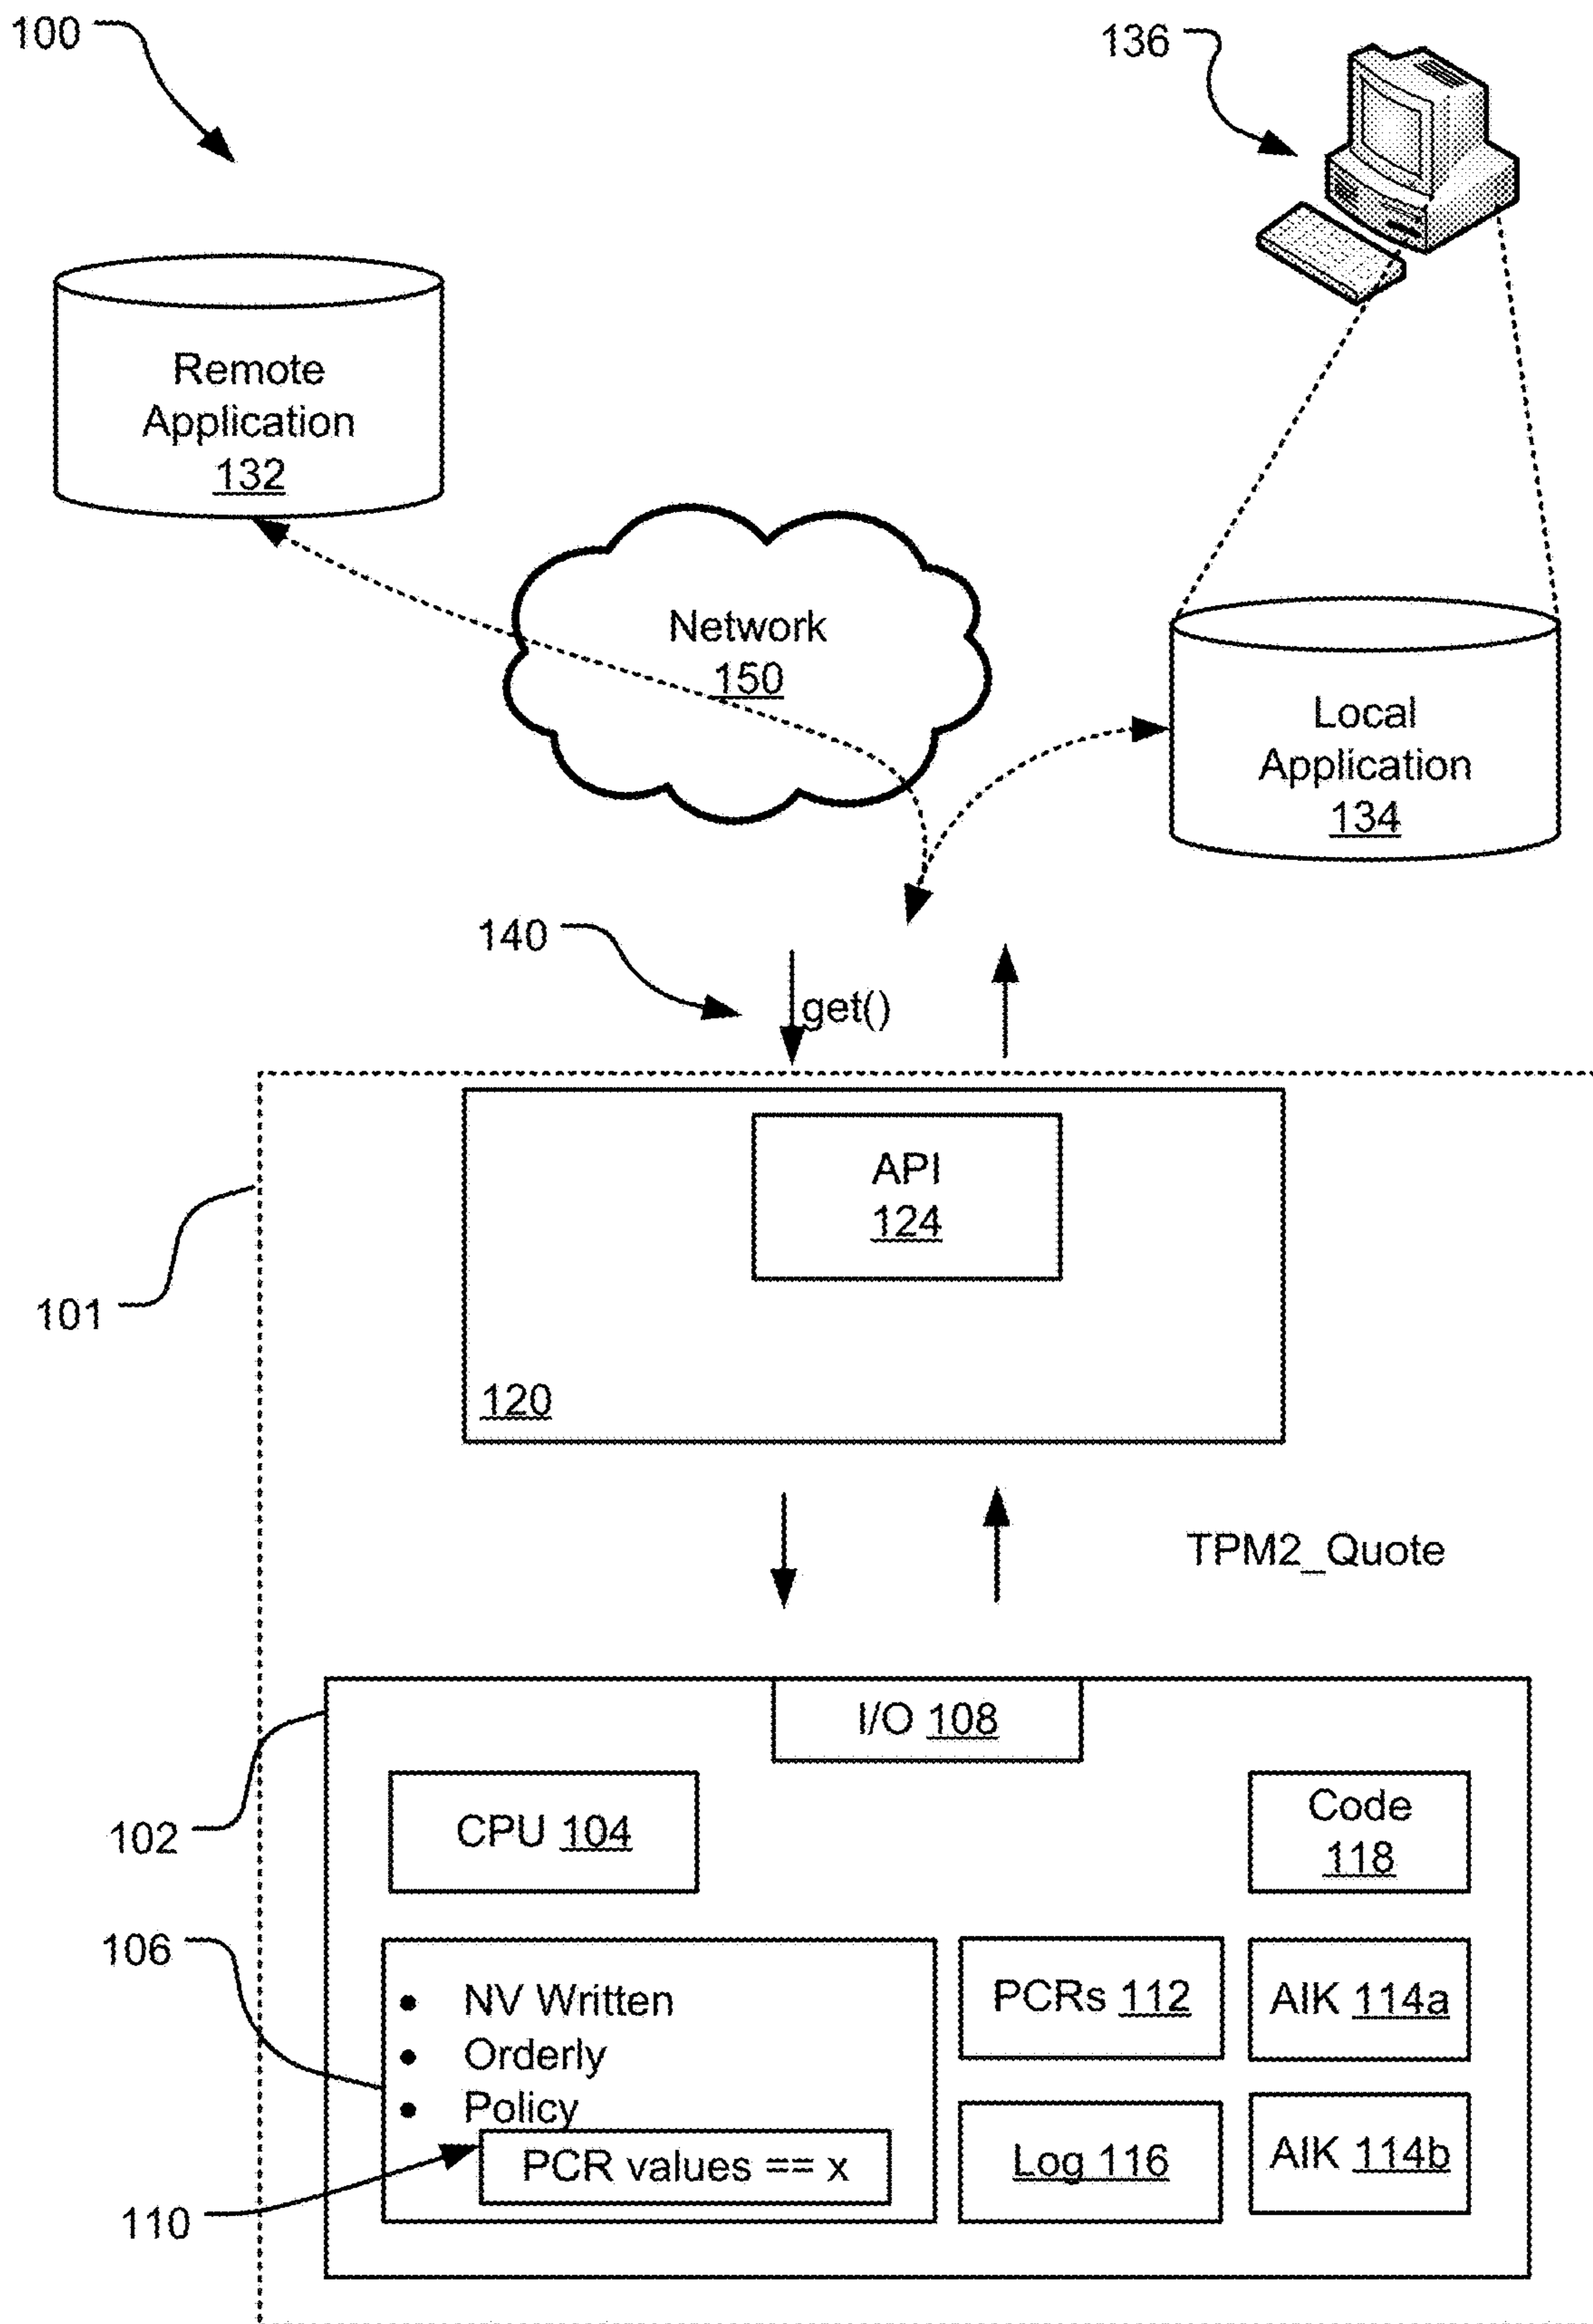 100
136
Remote
Application
132
Network
150
Local
Application
134
140
get()
API
124
101
120
TPM2_Quote
I/O 108
CPU 104
Code
118
102
106
• NV Written
• Orderly
• Policy
PCR values == x
110
PCRs 112
AIK 114a
Log 116
AIK 114b